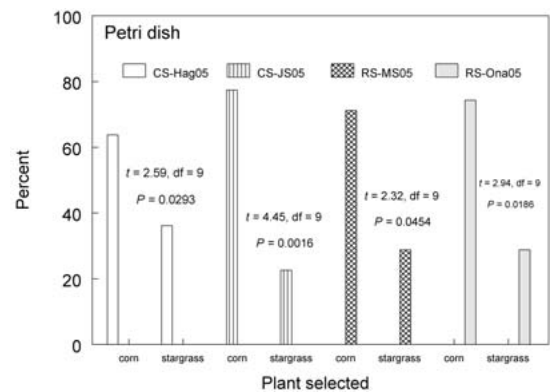 100
Petri dish
CS-Hag05 CS-JS05 RS-MS05 RS-Ona05
80
60
40
20
0
Percent
t = 2.59, df = 9
P = 0.0293
t = 4.45, df = 9
P = 0.0016
t = 2.32, df = 9
P = 0.0454
t = 2.94, df = 9
P = 0.0186
corn stargrass corn stargrass corn stargrass corn stargrass
Plant selected